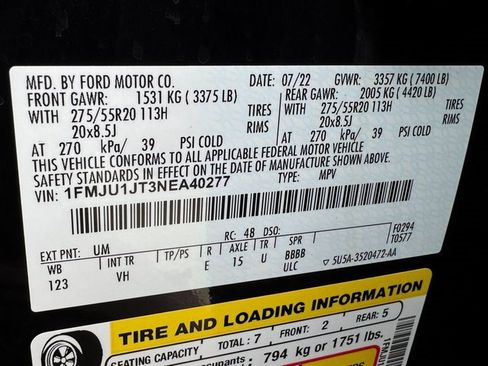 MFD. BY FORD MOTOR CO. DATE: 07/22 GVWR: 3357 KG (7400 LB)
FRONT GAWR: 1531 KG (3375 LB) REAR GAWR: 2005 KG (4420 LB)
WITH 275/55R20 113H TIRES WITH 275/55R20 113H TIRES
20x8.5J RIMS 20x8.5J RIMS
AT 270 kPa/ 39 PSI COLD AT 270 kPa/ 39 PSI COLD
THIS VEHICLE CONFORMS TO ALL APPLICABLE FEDERAL MOTOR VEHICLE
SAFETY STANDARDS IN EFFECT ON THE DATE OF MANUFACTURE SHOWN ABOVE.
VIN: 1FMJU1JT3NEA40277 TYPE: MPV
EXT PNT: UM RC: 48 DSO: F0294
WB INT TR TP/PS R AXLE TR SPR T0577
123 VH E 15 U BBBB
ULC ▽ 5U5A-3520472-AA
TIRE AND LOADING INFORMATION
SEATING CAPACITY TOTAL: 7 FRONT: 2 REAR: 5
794 kg or 1751 lbs.